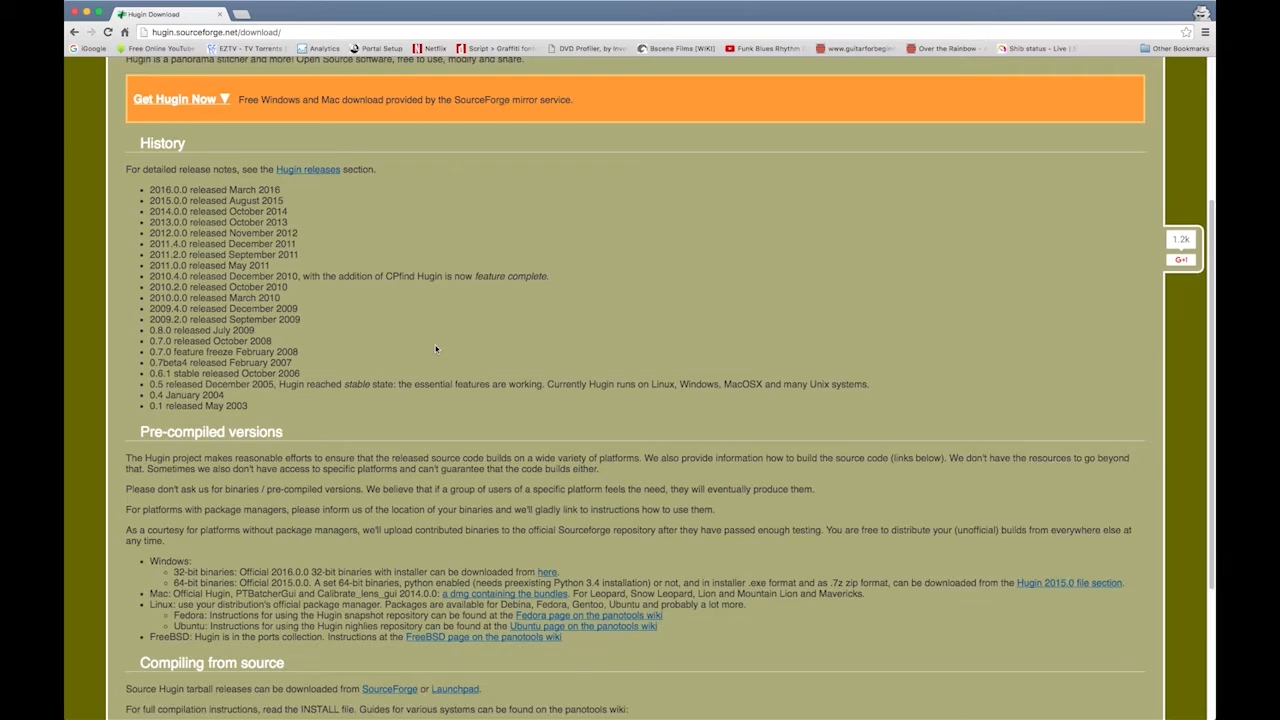 Hugin Download
hugin.sourceforge.net/download/
iGoogle Free Online YouTube EZTV - TV Torrents Analytics Portal Setup Netflix Script > Graffiti for DVD Profiler, by Inve Bscene Films [WIKI] Funk Blues Rhythm www.guitarforbegin Over the Rainbow - Shib status - Live | S Other Bookmarks
Hugin is a panorama stitcher and more! Open Source software, free to use, modify and share.
Get Hugin Now ▼ Free Windows and Mac download provided by the SourceForge mirror service.
History
For detailed release notes, see the Hugin releases section.
• 2016.0.0 released March 2016
• 2015.0.0 released August 2015
• 2014.0.0 released October 2014
• 2013.0.0 released October 2013
• 2012.0.0 released November 2012
• 2011.4.0 released December 2011
• 2011.2.0 released September 2011
• 2011.0.0 released May 2011
• 2010.4.0 released December 2010, with the addition of CPfind Hugin is now feature complete.
• 2010.2.0 released October 2010
• 2010.0.0 released March 2010
• 2009.4.0 released December 2009
• 2009.2.0 released September 2009
• 0.8.0 released July 2009
• 0.7.0 released October 2008
• 0.7.0 feature freeze February 2008
• 0.7beta4 released February 2007
• 0.6.1 stable released October 2006
• 0.5 released December 2005, Hugin reached stable state: the essential features are working. Currently Hugin runs on Linux, Windows, MacOSX and many Unix systems.
• 0.4 January 2004
• 0.1 released May 2003
1.2k
G+1
Pre-compiled versions
The Hugin project makes reasonable efforts to ensure that the released source code builds on a wide variety of platforms. We also provide information how to build the source code (links below). We don't have the resources to go beyond
that. Sometimes we also don't have access to specific platforms and can't guarantee that the code builds either.
Please don't ask us for binaries / pre-compiled versions. We believe that if a group of users of a specific platform feels the need, they will eventually produce them.
For platforms with package managers, please inform us of the location of your binaries and we'll gladly link to instructions how to use them.
As a courtesy for platforms without package managers, we'll upload contributed binaries to the official Sourceforge repository after they have passed enough testing. You are free to distribute your (unofficial) builds from everywhere else at
any time.
• Windows:
32-bit binaries: Official 2016.0.0 32-bit binaries with installer can be downloaded from here.
64-bit binaries: Official 2015.0.0. A set 64-bit binaries, python enabled (needs preexisting Python 3.4 installation) or not, and in installer .exe format and as .7z zip format, can be downloaded from the Hugin 2015.0 file section.
• Mac: Official Hugin, PTBatcherGui and Calibrate_lens_gui 2014.0.0: a dmg containing the bundles. For Leopard, Snow Leopard, Lion and Mountain Lion and Mavericks.
• Linux: use your distribution's official package manager. Packages are available for Debina, Fedora, Gentoo, Ubuntu and probably a lot more.
Fedora: Instructions for using the Hugin snapshot repository can be found at the Fedora page on the panotools wiki
Ubuntu: Instructions for using the Hugin nighlies repository can be found at the Ubuntu page on the panotools wiki
• FreeBSD: Hugin is in the ports collection. Instructions at the FreeBSD page on the panotools wiki
Compiling from source
Source Hugin tarball releases can be downloaded from SourceForge or Launchpad.
For full compilation instructions, read the INSTALL file. Guides for various systems can be found on the panotools wiki: